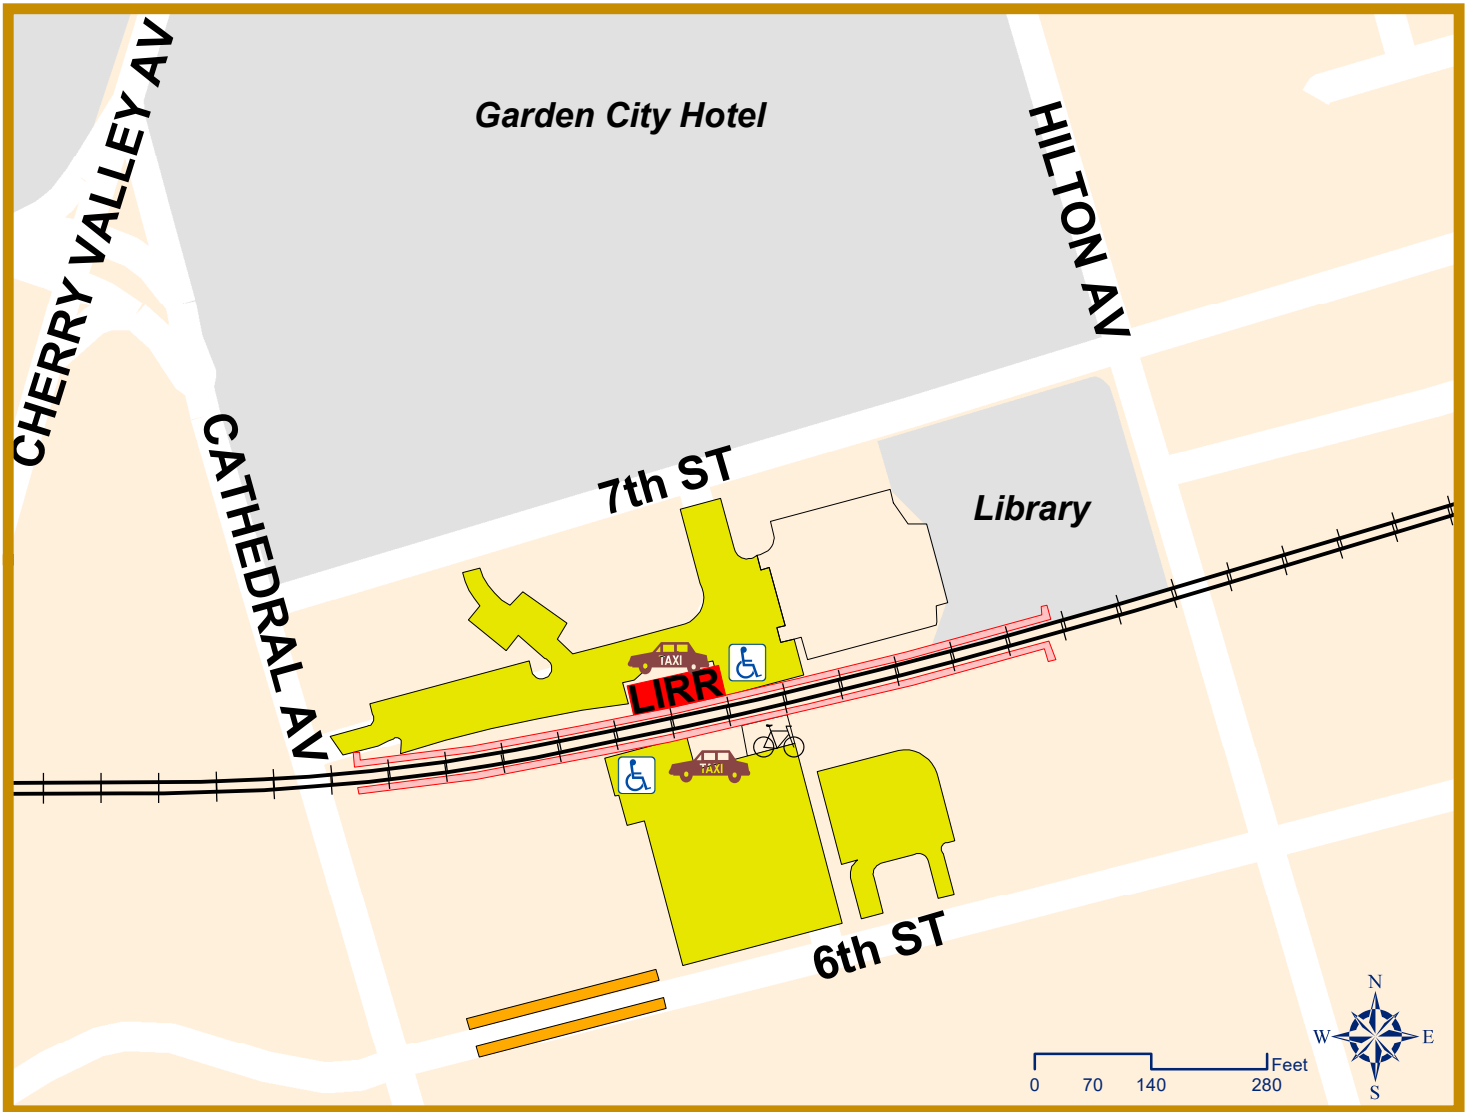 CHERRY VALLEY AV
Garden City Hotel
HILTON AV
CATHEDRAL AV
7th ST
Library
TAXI
LIRR
TAXI
6th ST
N
W
E
S
Feet
0 70 140 280